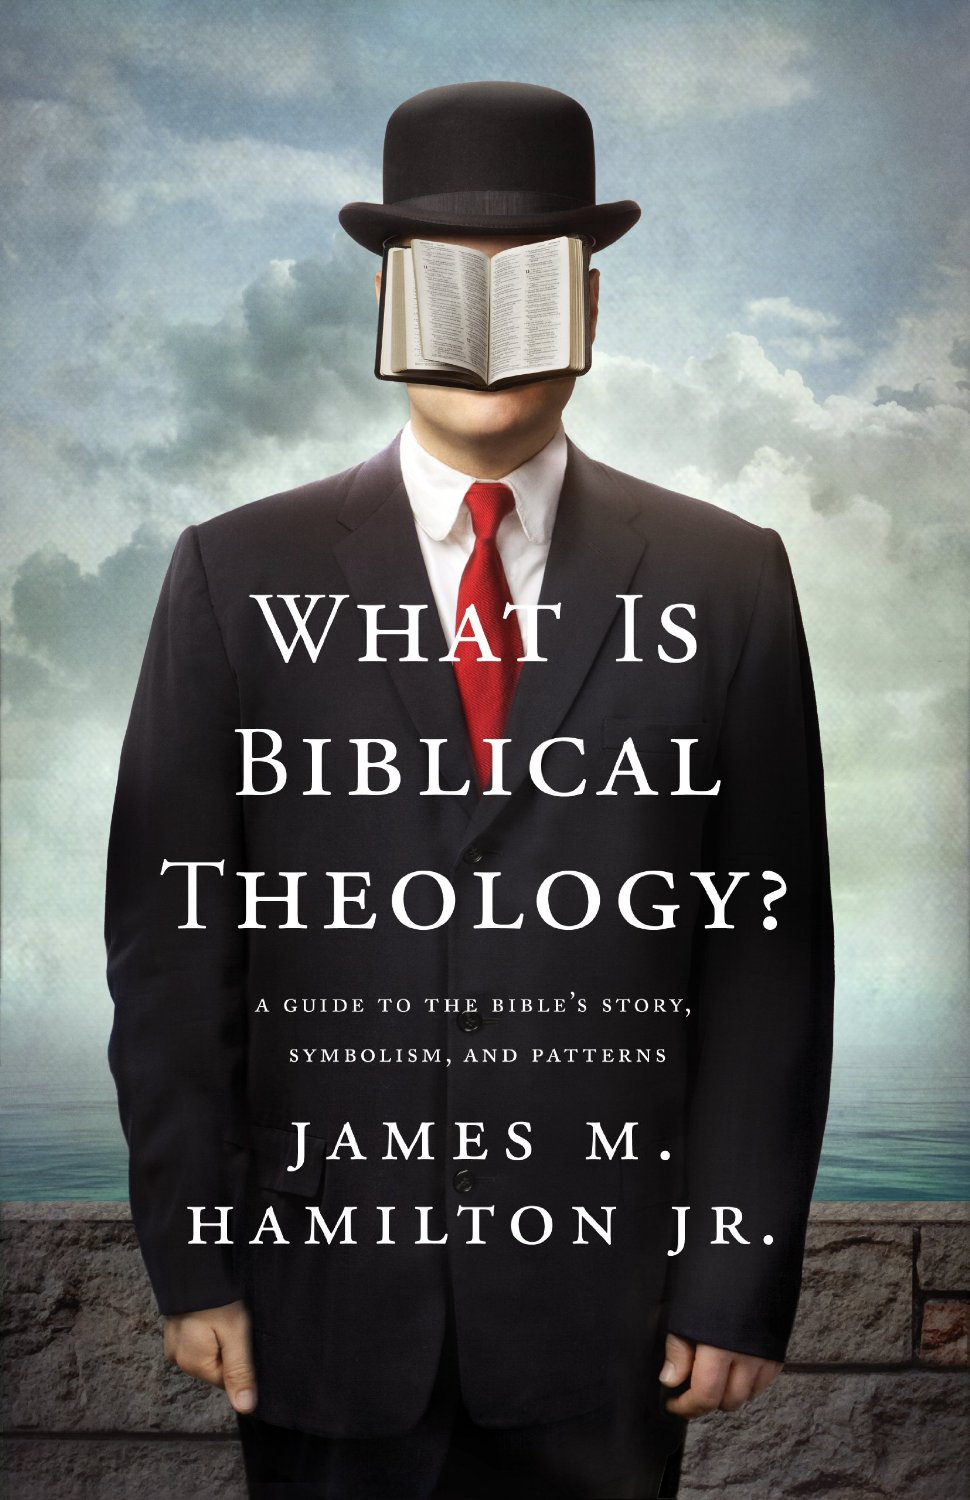 WHAT IS
BIBLICAL
THEOLOGY?
A GUIDE TO THE BIBLE'S STORY,
SYMBOLISM, AND PATTERNS
JAMES M.
HAMILTON JR.